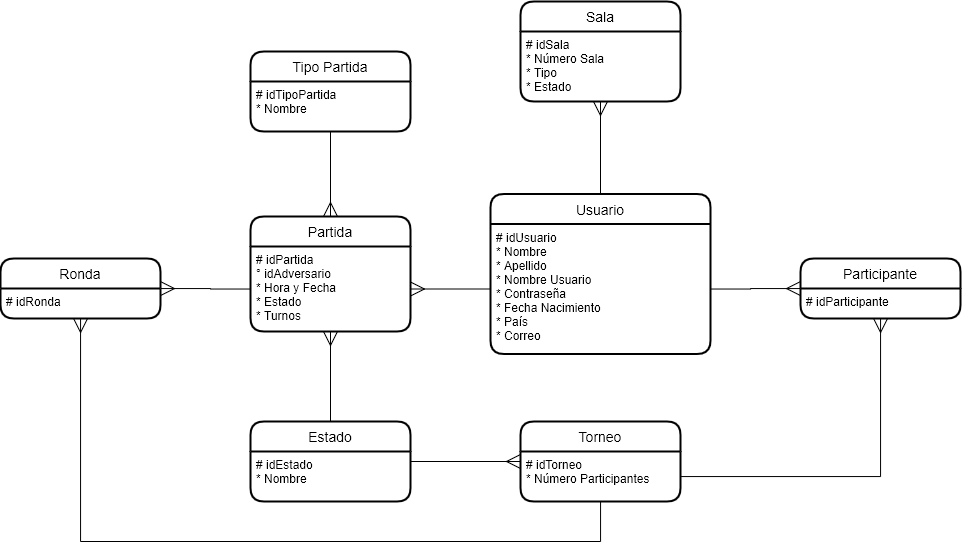 Sala
# idSala
* Número Sala
* Tipo
* Estado
Tipo Partida
# idTipoPartida
* Nombre
Partida
# idPartida
° idAdversario
* Hora y Fecha
* Estado
* Turnos
Usuario
# idUsuario
* Nombre
* Apellido
* Nombre Usuario
* Contraseña
* Fecha Nacimiento
* País
* Correo
Ronda
# idRonda
Participante
# idParticipante
Estado
# idEstado
* Nombre
Torneo
# idTorneo
* Número Participantes